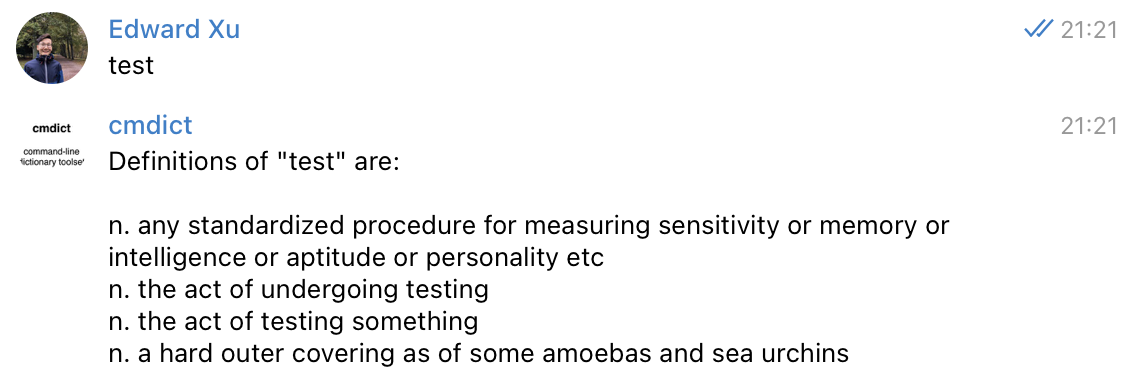 Edward Xu
21:21
test
cmdict
command-line
dictionary toolse
cmdict
21:21
Definitions of "test" are:
n. any standardized procedure for measuring sensitivity or memory or
intelligence or aptitude or personality etc
n. the act of undergoing testing
n. the act of testing something
n. a hard outer covering as of some amoebas and sea urchins